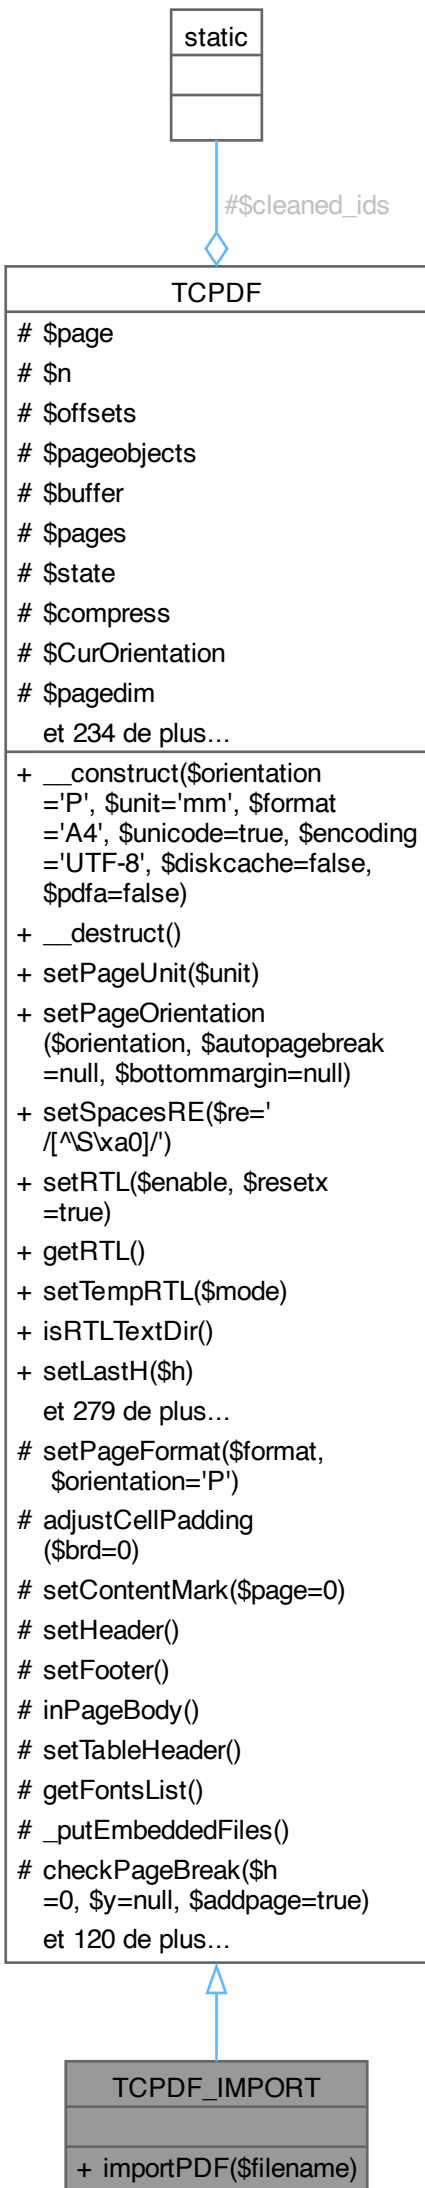 static
#$cleaned_ids
TCPDF
# $page
# $n
# $offsets
# $pageobjects
# $buffer
# $pages
# $state
# $compress
# $CurOrientation
# $pagedim
et 234 de plus...
+ __construct($orientation
='P', $unit='mm', $format
='A4', $unicode=true, $encoding
='UTF-8', $diskcache=false,
$pdfa=false)
+ __destruct()
+ setPageUnit($unit)
+ setPageOrientation
($orientation, $autopagebreak
=null, $bottommargin=null)
+ setSpacesRE($re='
/[^\S\xa0]/')
+ setRTL($enable, $resetx
=true)
+ getRTL()
+ setTempRTL($mode)
+ isRTLTextDir()
+ setLastH($h)
et 279 de plus...
# setPageFormat($format,
$orientation='P')
# adjustCellPadding
($brd=0)
# setContentMark($page=0)
# setHeader()
# setFooter()
# inPageBody()
# setTableHeader()
# getFontsList()
# _putEmbeddedFiles()
# checkPageBreak($h
=0, $y=null, $addpage=true)
et 120 de plus...
TCPDF_IMPORT
+ importPDF($filename)